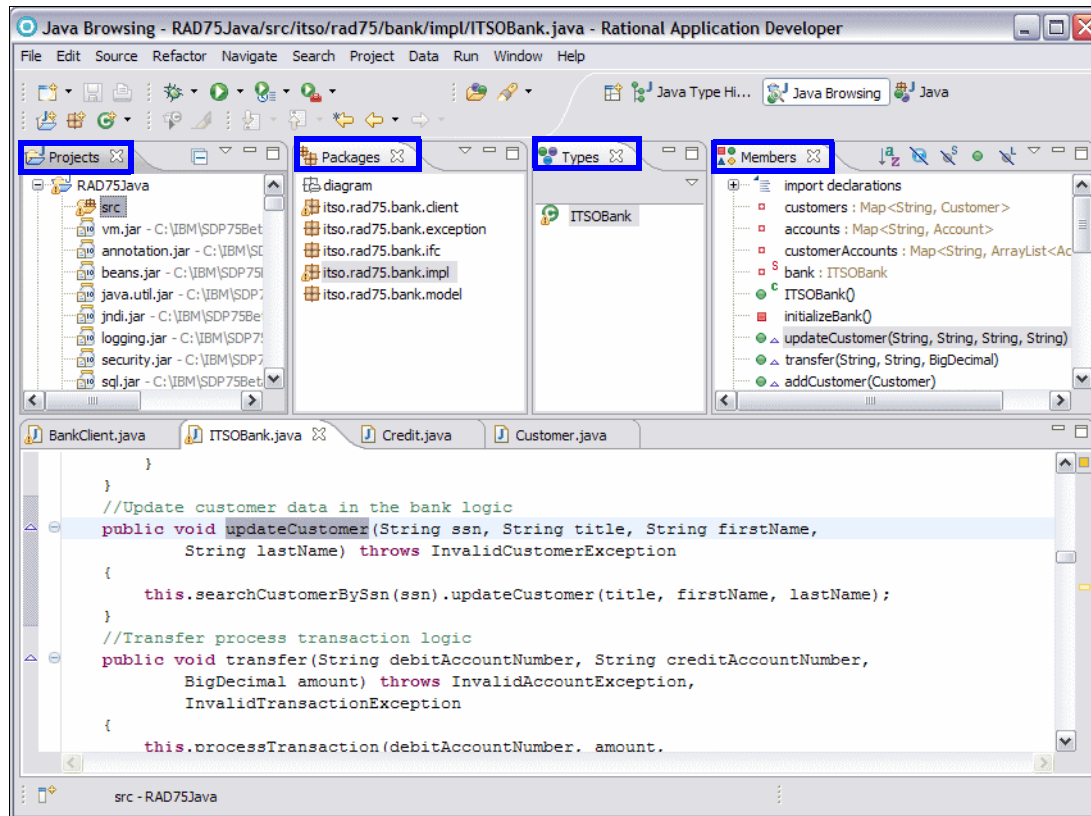 Java Browsing - RAD75Java/src/itso/rad75/bank/impl/ITSOBank.java - Rational Application Developer
File Edit Source Refactor Navigate Search Project Data Run Window Help
Java Type Hi... Java Browsing Java
Projects
RAD75Java
src
vm.jar - C:\IBM\SDP75Bet
annotation.jar - C:\IBM\SD
beans.jar - C:\IBM\SDP75
java.util.jar - C:\IBM\SDP7
jndi.jar - C:\IBM\SDP75Be
logging.jar - C:\IBM\SDP7
security.jar - C:\IBM\SDP7
sql.jar - C:\IBM\SDP75Bet
Packages
diagram
itso.rad75.bank.client
itso.rad75.bank.exception
itso.rad75.bank.ifc
itso.rad75.bank.impl
itso.rad75.bank.model
Types
ITSOBank
Members
import declarations
customers : Map<String, Customer>
accounts : Map<String, Account>
customerAccounts : Map<String, ArrayList<Ac
S bank : ITSOBank
C ITSOBank()
initializeBank()
updateCustomer(String, String, String, String)
transfer(String, String, BigDecimal)
addCustomer(Customer)
BankClient.java ITSOBank.java Credit.java Customer.java
}
}
//Update customer data in the bank logic
public void updateCustomer(String ssn, String title, String firstName,
String lastName) throws InvalidCustomerException
{
this.searchCustomerBySsn(ssn).updateCustomer(title, firstName, lastName);
}
//Transfer process transaction logic
public void transfer(String debitAccountNumber, String creditAccountNumber,
BigDecimal amount) throws InvalidAccountException,
InvalidTransactionException
{
this.processTransaction(debitAccountNumber, amount,
src - RAD75Java